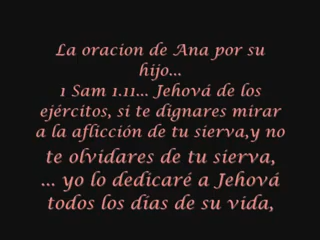 La oracion de Ana por su
hijo...
1 Sam 1.11... Jehová de los
ejércitos, si te dignares mirar
a la aflicción de tu sierva,y no
te olvidares de tu sierva,
... yo lo dedicaré a Jehová
todos los días de su vida,